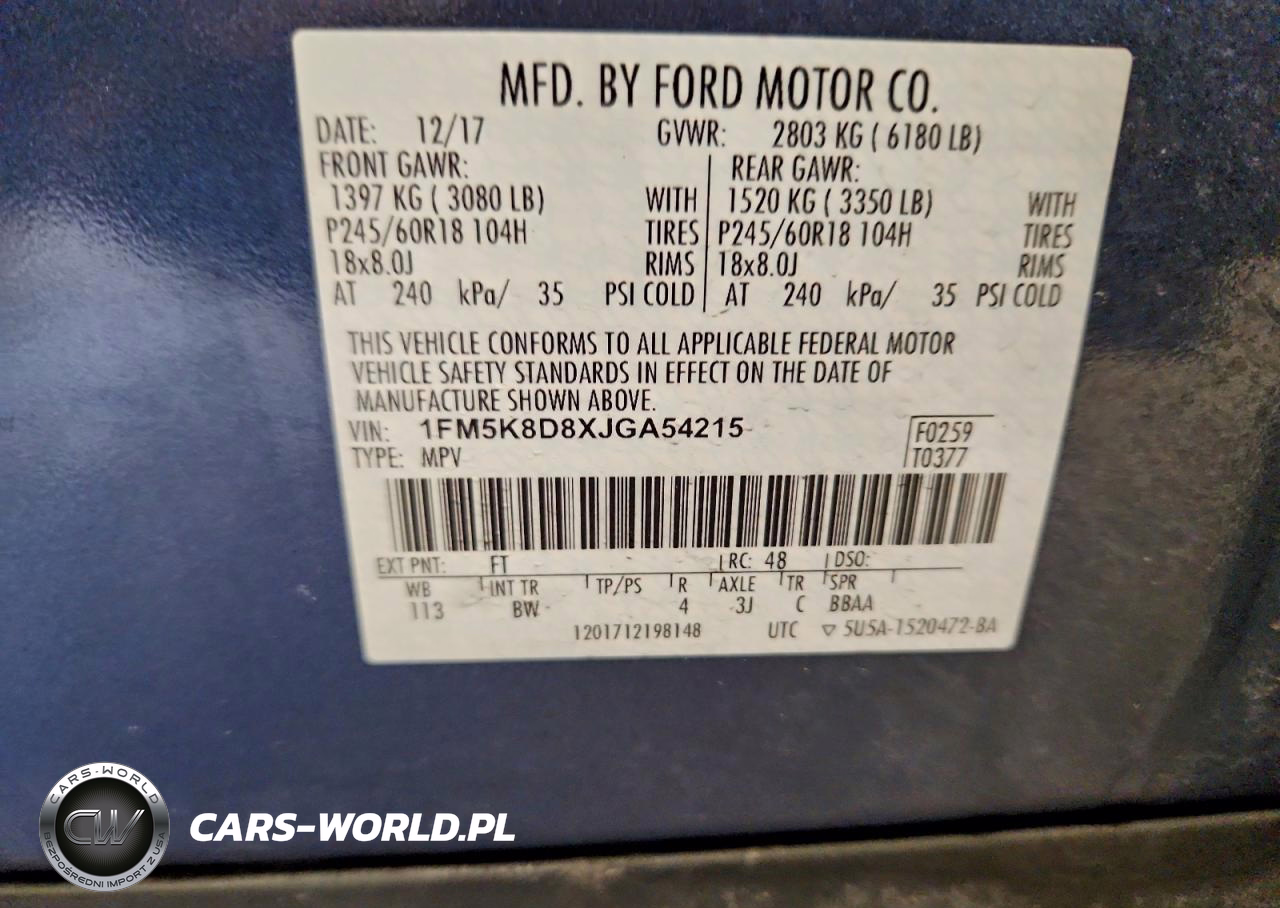 MFD. BY FORD MOTOR CO.
DATE: 12/17 GVWR: 2803 KG ( 6180 LB)
FRONT GAWR: REAR GAWR:
1397 KG ( 3080 LB) WITH 1520 KG ( 3350 LB) WITH
P245/60R18 104H TIRES P245/60R18 104H TIRES
18x8.0J RIMS 18x8.0J RIMS
AT 240 kPa/ 35 PSI COLD AT 240 kPa/ 35 PSI COLD
THIS VEHICLE CONFORMS TO ALL APPLICABLE FEDERAL MOTOR
VEHICLE SAFETY STANDARDS IN EFFECT ON THE DATE OF
MANUFACTURE SHOWN ABOVE.
VIN: 1FM5K8D8XJGA54215 F0259
TYPE: MPV T0377
EXT PNT: FT RC: 48 DSO:
WB INT TR TP/PS R AXLE TR SPR
113 BW 4 3J C BBAA
1201712198148 UTC ▽ 5U5A-1520472-BA
CARS-WORLD
CW
BEZPOŚREDNI IMPORT Z USA
CARS-WORLD.PL